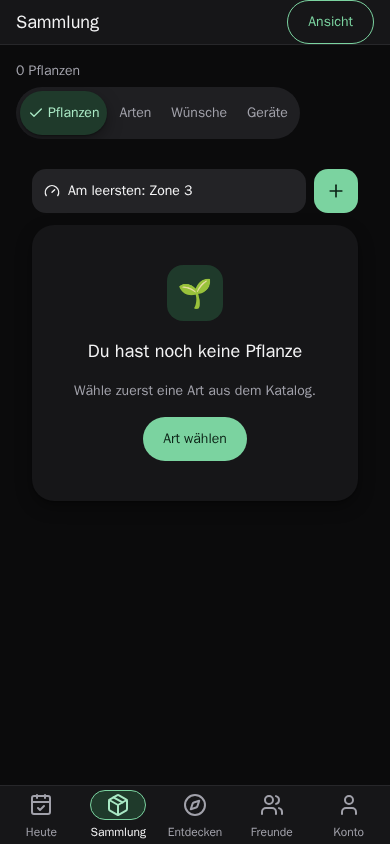 Sammlung
Ansicht
0 Pflanzen
Pflanzen
Arten
Wünsche
Geräte
Am leersten: Zone 3
Du hast noch keine Pflanze
Wähle zuerst eine Art aus dem Katalog.
Art wählen
Heute
Sammlung
Entdecken
Freunde
Konto